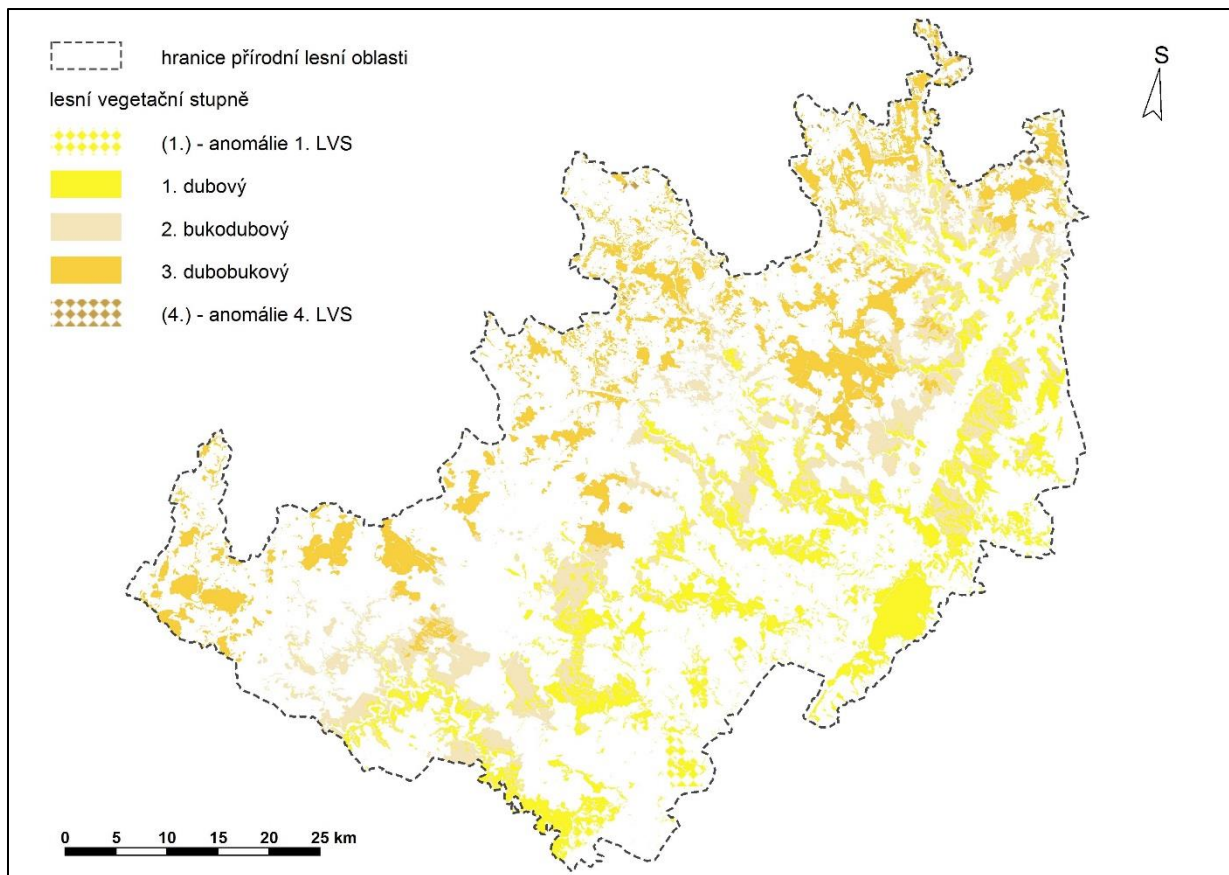 hranice přírodní lesní oblasti
lesní vegetační stupně
(1.) - anomálie 1. LVS
1. dubový
2. bukodubový
3. dubobukový
(4.) - anomálie 4. LVS
S
0 5 10 15 20 25 km